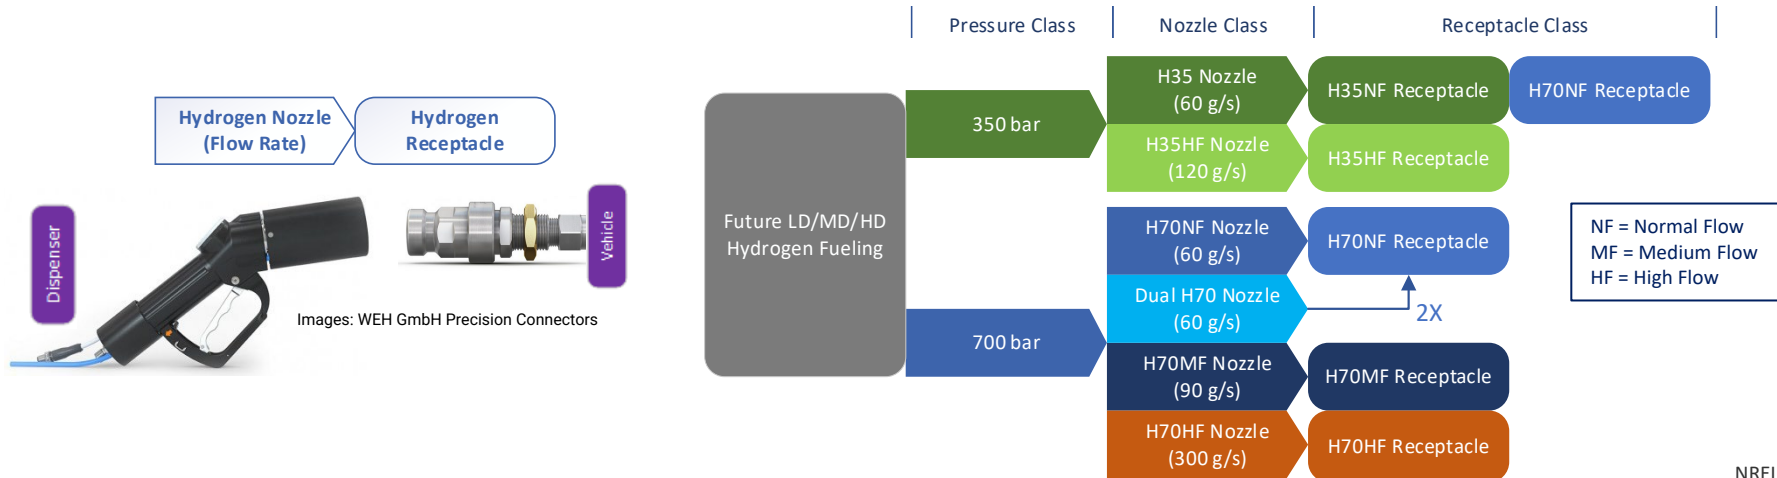 Pressure Class
Nozzle Class
Receptacle Class
Hydrogen Nozzle
(Flow Rate)
Hydrogen
Receptacle
Dispenser
Vehicle
Images: WEH GmbH Precision Connectors
Future LD/MD/HD
Hydrogen Fueling
350 bar
700 bar
H35 Nozzle
(60 g/s)
H35NF Receptacle
H70NF Receptacle
H35HF Nozzle
(120 g/s)
H35HF Receptacle
H70NF Nozzle
(60 g/s)
H70NF Receptacle
Dual H70 Nozzle
(60 g/s)
2X
H70MF Nozzle
(90 g/s)
H70MF Receptacle
H70HF Nozzle
(300 g/s)
H70HF Receptacle
NF = Normal Flow
MF = Medium Flow
HF = High Flow